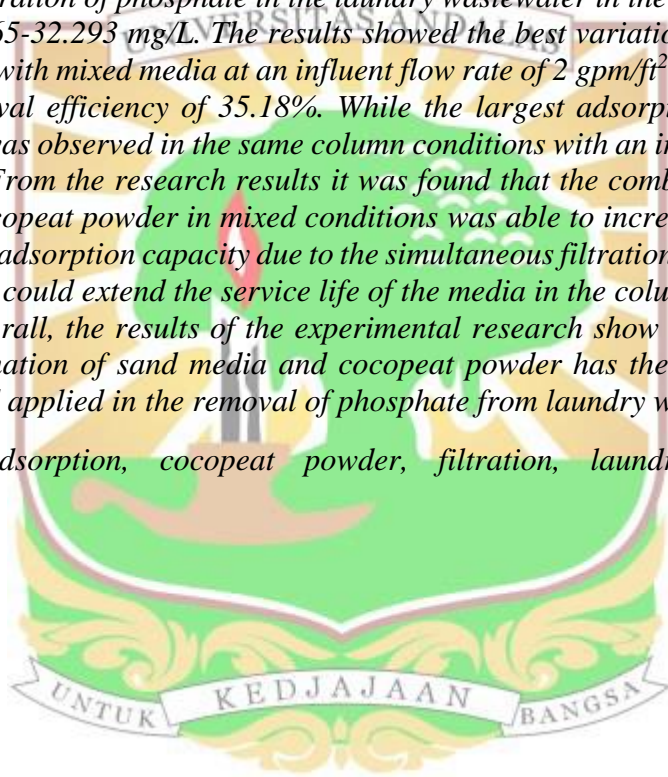 ration of phosphate in the laundry wastewater in the
65-32.293 mg/L. The results showed the best variatio
UNIVERSITAS ANDALAS
with mixed media at an influent flow rate of 2 gpm/ft²
val efficiency of 35.18%. While the largest adsorp
vas observed in the same column conditions with an in
From the research results it was found that the comb
copeat powder in mixed conditions was able to incre
adsorption capacity due to the simultaneous filtration
could extend the service life of the media in the colu
rall, the results of the experimental research show
nation of sand media and cocopeat powder has the
l applied in the removal of phosphate from laundry w
dsorption, cocopeat powder, filtration, laundr
UNTUK KEDJAJAAN BANGSA